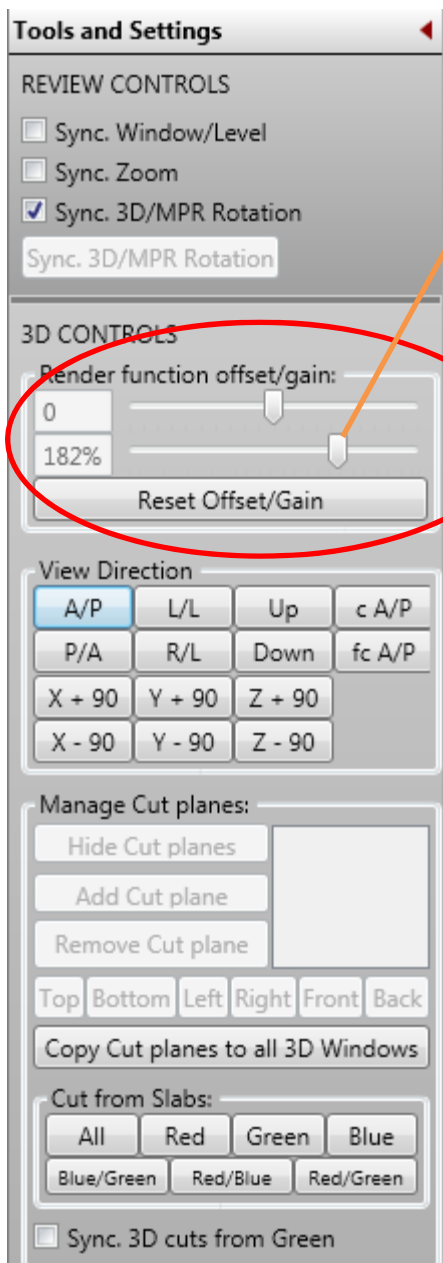 Tools and Settings
REVIEW CONTROLS
Sync. Window/Level
Sync. Zoom
Sync. 3D/MPR Rotation
Sync. 3D/MPR Rotation
3D CONTROLS
Render function offset/gain:
0
182%
Reset Offset/Gain
View Direction
A/P L/L Up c A/P
P/A R/L Down fc A/P
X + 90 Y + 90 Z + 90
X - 90 Y - 90 Z - 90
Manage Cut planes:
Hide Cut planes
Add Cut plane
Remove Cut plane
Top Bottom Left Right Front Back
Copy Cut planes to all 3D Windows
Cut from Slabs:
All Red Green Blue
Blue/Green Red/Blue Red/Green
Sync. 3D cuts from Green